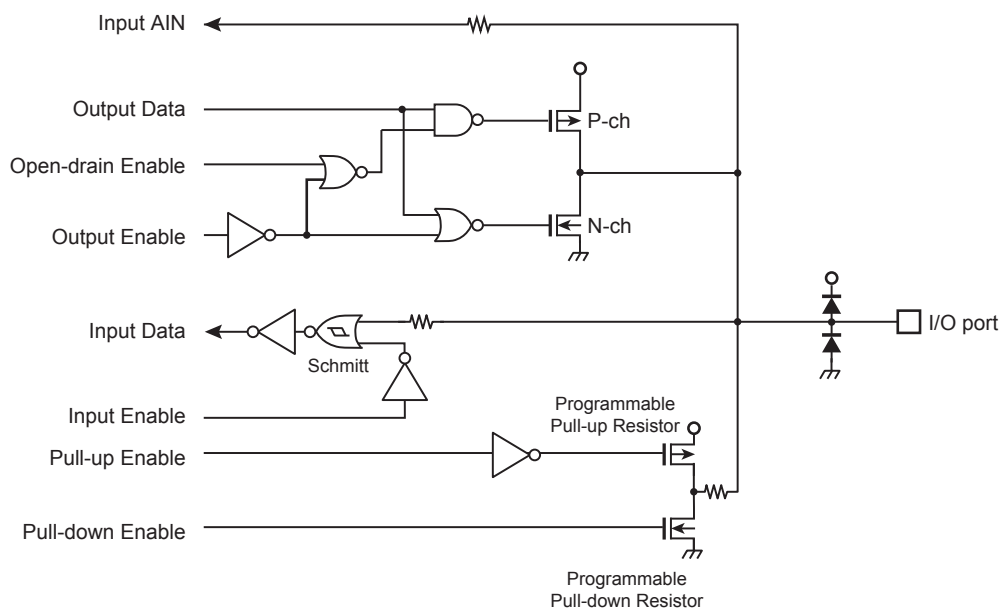 Input AIN
Output Data
P-ch
Open-drain Enable
Output Enable
N-ch
Input Data
Schmitt
I/O port
Input Enable
Programmable
Pull-up Resistor
Pull-up Enable
Pull-down Enable
Programmable
Pull-down Resistor